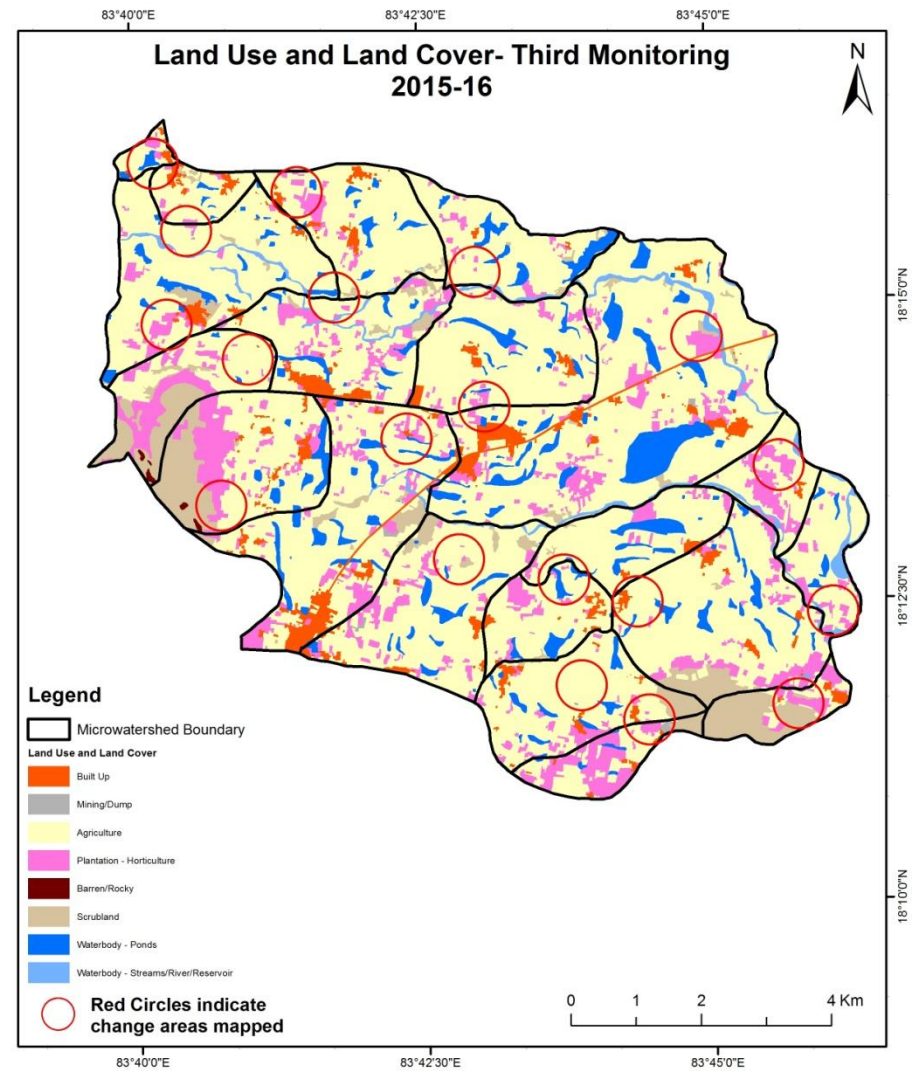 83°40'0"E 83°42'30"E 83°45'0"E
Land Use and Land Cover- Third Monitoring
2015-16
N
18°15'0"N
18°12'30"N
18°10'0"N
Legend
Microwatershed Boundary
Land Use and Land Cover
Built Up
Mining/Dump
Agriculture
Plantation - Horticulture
Barren/Rocky
Scrubland
Waterbody - Ponds
Waterbody - Streams/River/Reservoir
Red Circles indicate
change areas mapped
0 1 2 4 Km
83°40'0"E 83°42'30"E 83°45'0"E